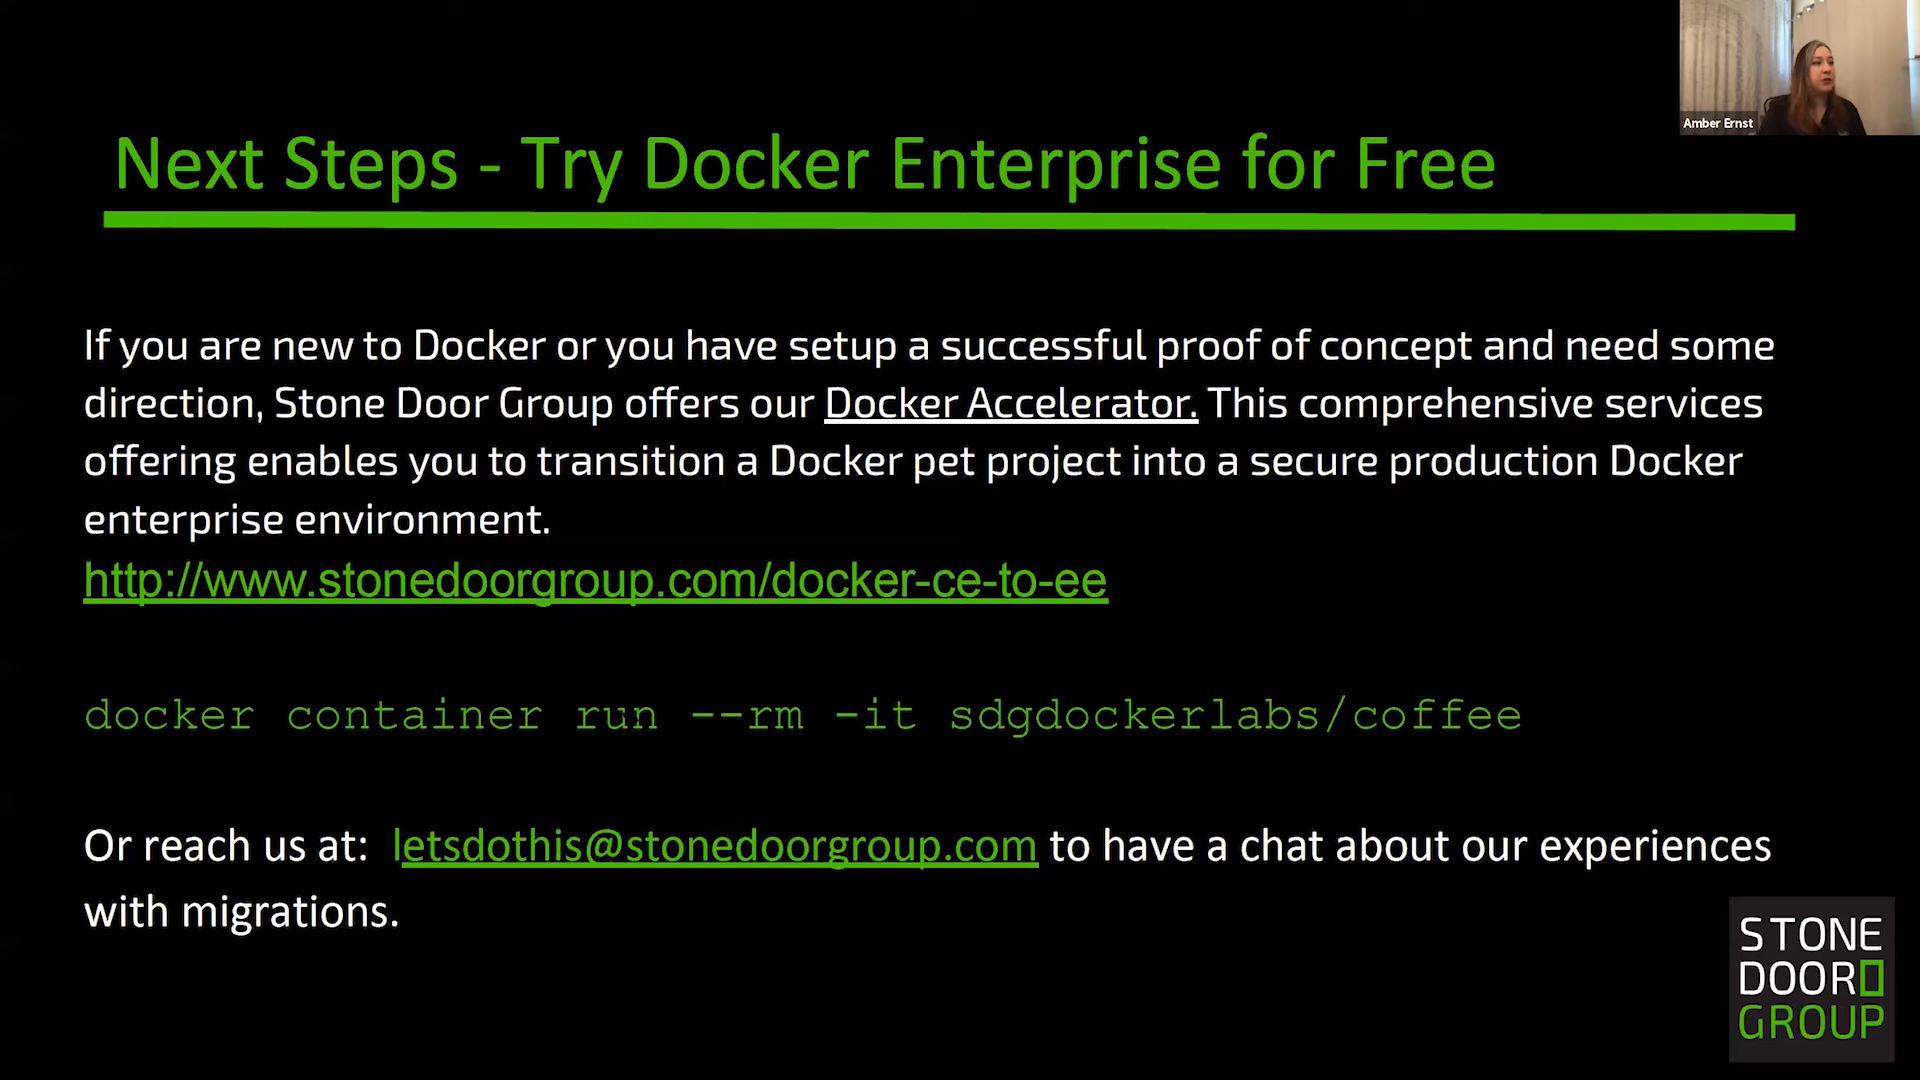 Amber Ernst
Next Steps - Try Docker Enterprise for Free
If you are new to Docker or you have setup a successful proof of concept and need some
direction, Stone Door Group offers our Docker Accelerator. This comprehensive services
offering enables you to transition a Docker pet project into a secure production Docker
enterprise environment.
http://www.stonedoorgroup.com/docker-ce-to-ee
docker container run --rm -it sdgdockerlabs/coffee
Or reach us at: letsdothis@stonedoorgroup.com to have a chat about our experiences
with migrations.
STONE
DOOR
GROUP